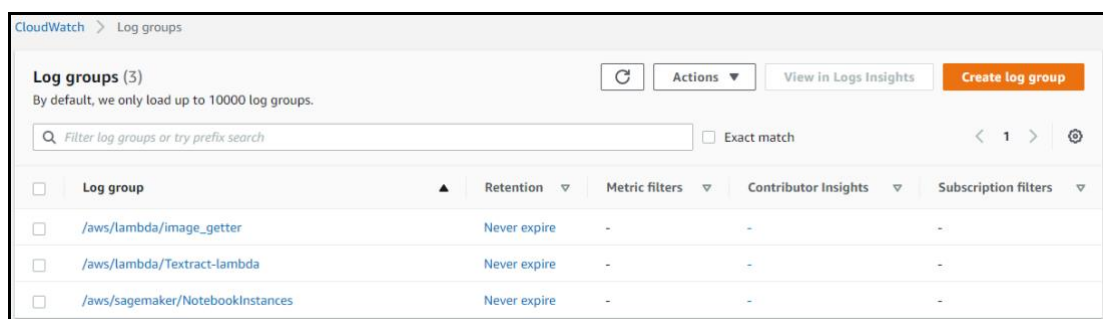 CloudWatch > Log groups
Log groups (3)
Actions ▼ View in Logs Insights Create log group
By default, we only load up to 10000 log groups.
Filter log groups or try prefix search Exact match < 1 >
Log group ▲ Retention ▽ Metric filters ▽ Contributor Insights ▽ Subscription filters ▽
/aws/lambda/image_getter Never expire - - -
/aws/lambda/Textract-lambda Never expire - - -
/aws/sagemaker/NotebookInstances Never expire - - -